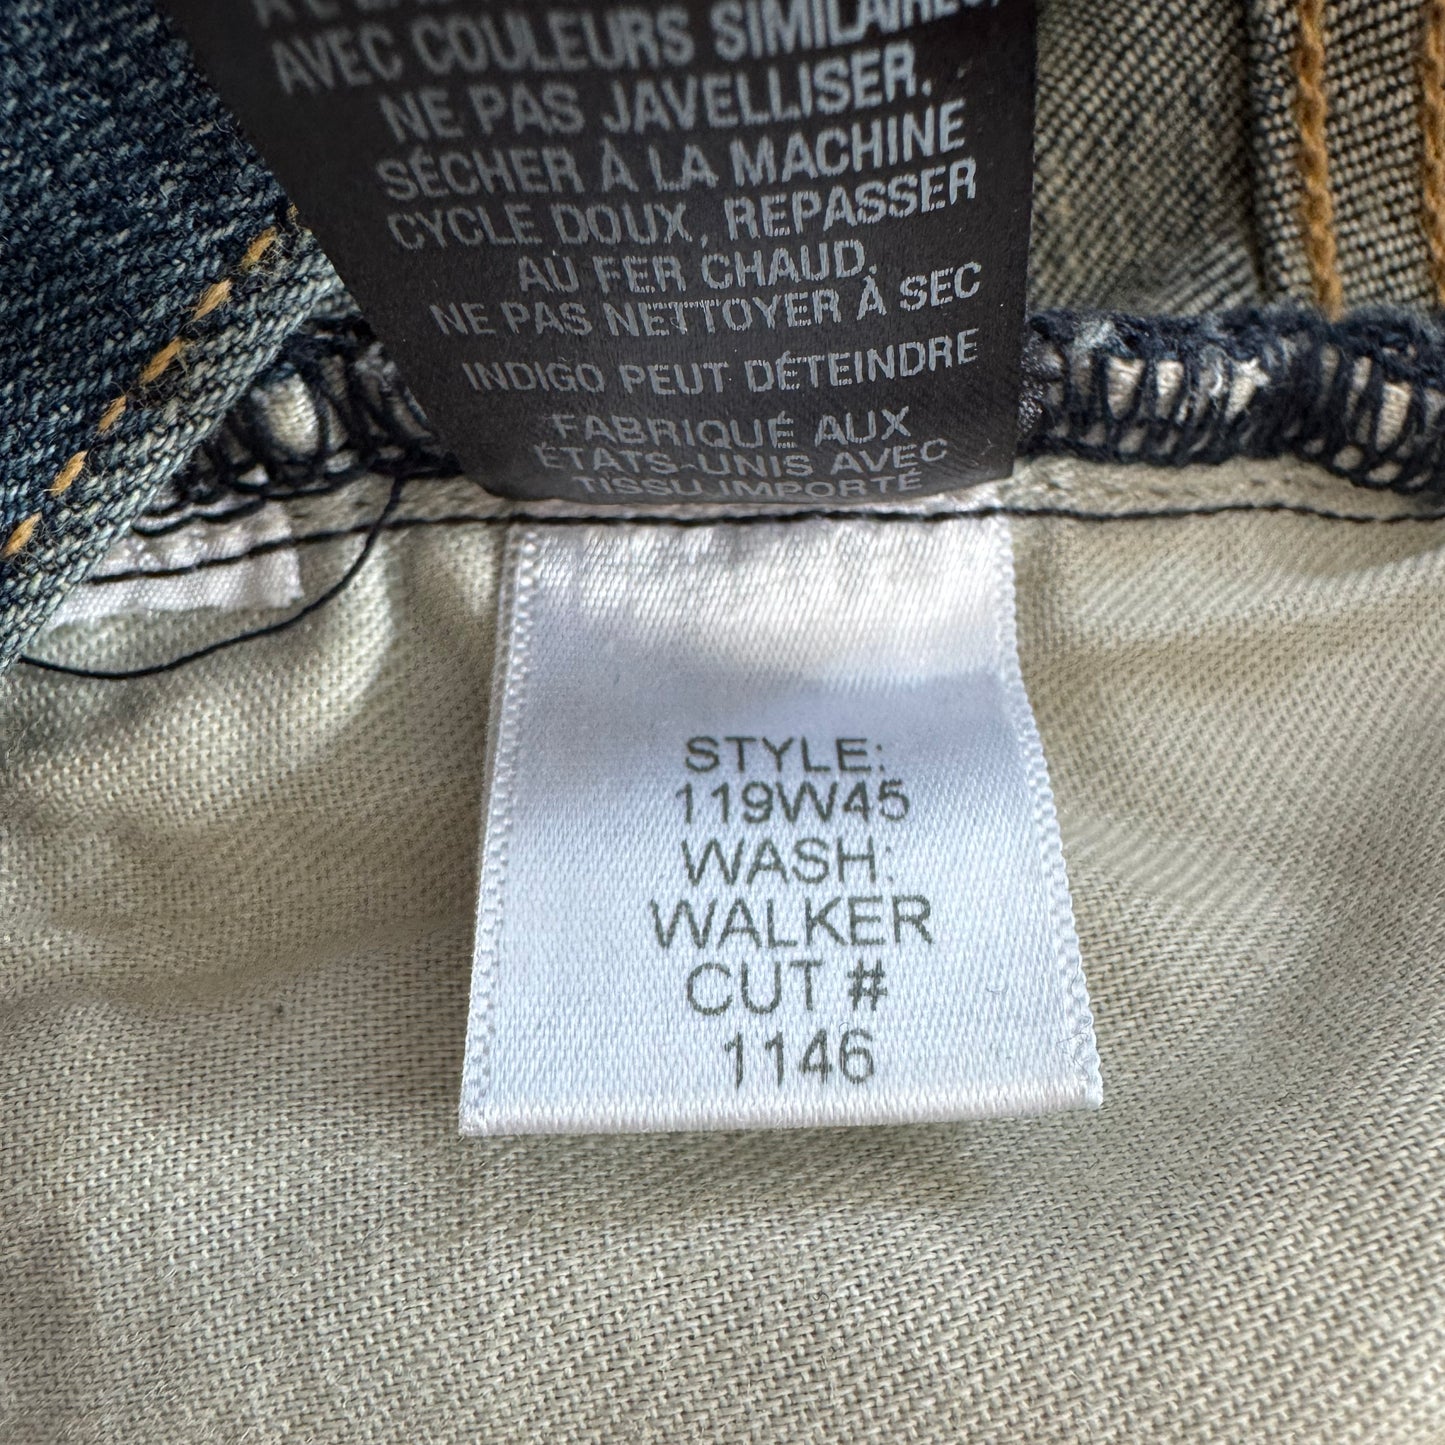 AVEC COULEURS SIMILAIRES,
NE PAS JAVELLISER.
SÉCHER À LA MACHINE
CYCLE DOUX, REPASSER
AU FER CHAUD.
NE PAS NETTOYER À SEC
INDIGO PEUT DÉTEINDRE
FABRIQUÉ AUX
ÉTATS-UNIS AVEC
TISSU IMPORTÉ
STYLE:
119W45
WASH:
WALKER
CUT #
1146